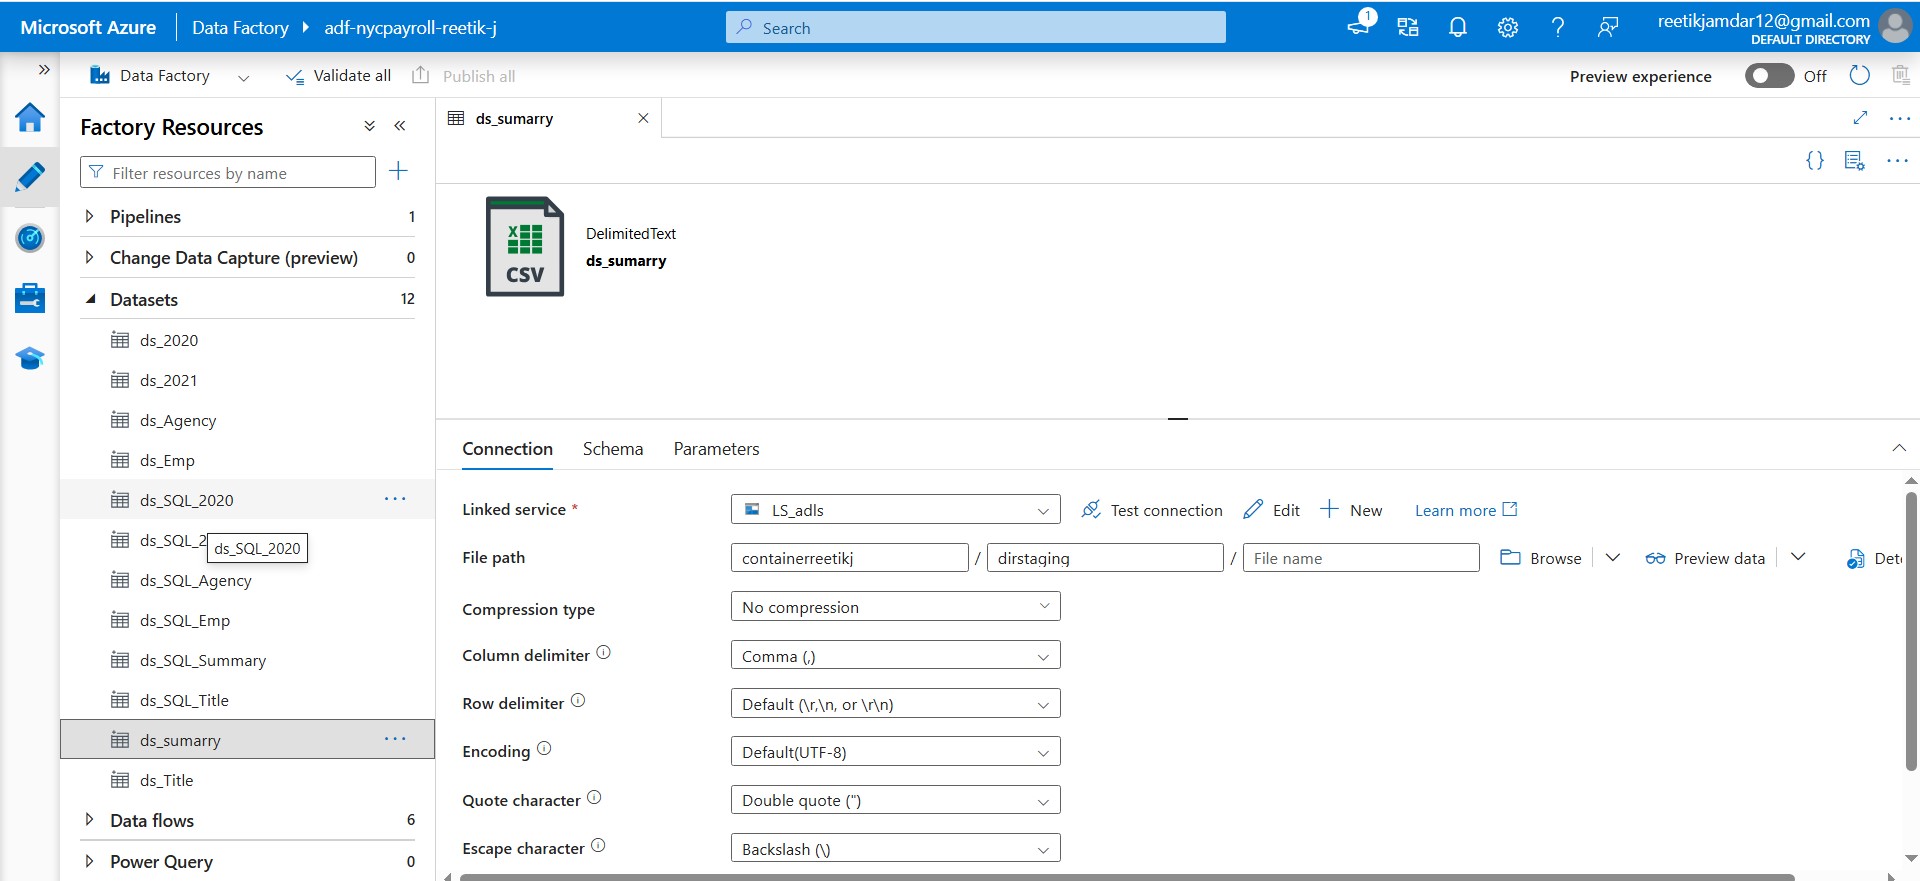 Microsoft Azure
Data Factory
adf-nycpayroll-reetik-j
Search
1
reetikjamdar12@gmail.com
DEFAULT DIRECTORY
Data Factory
Validate all
Publish all
Preview experience
Off
Factory Resources
Filter resources by name
Pipelines 1
Change Data Capture (preview) 0
Datasets 12
ds_2020
ds_2021
ds_Agency
ds_Emp
ds_SQL_2020
ds_SQL_2
ds_SQL_2020
ds_SQL_Agency
ds_SQL_Emp
ds_SQL_Summary
ds_SQL_Title
ds_sumarry
ds_Title
Data flows 6
Power Query 0
ds_sumarry
CSV
DelimitedText
ds_sumarry
Connection Schema Parameters
Linked service * LS_adls Test connection Edit New Learn more
File path containerreetikj / dirstaging / File name Browse Preview data
Compression type No compression
Column delimiter Comma (,)
Row delimiter Default (\r,\n, or \r\n)
Encoding Default(UTF-8)
Quote character Double quote (")
Escape character Backslash (\)